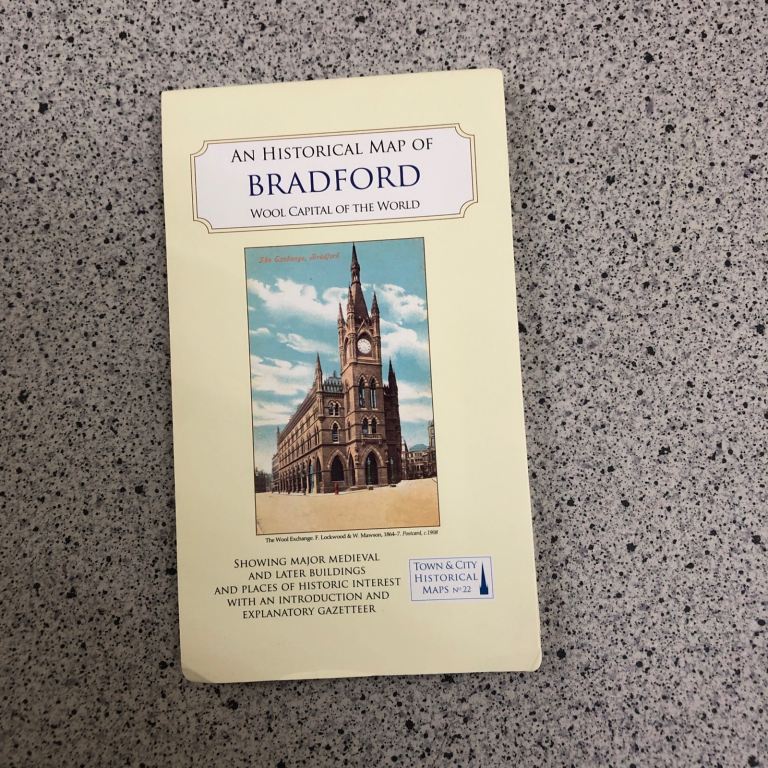 An Historical Map of
BRADFORD
Wool Capital of the World
The Exchange, Bradford
The Wool Exchange. F. Lockwood & W. Mawson, 1864–7. Postcard, c.1908
Showing major medieval
and later buildings
and places of historic interest
with an introduction and
explanatory gazetteer
Town & City
Historical
Maps No 22